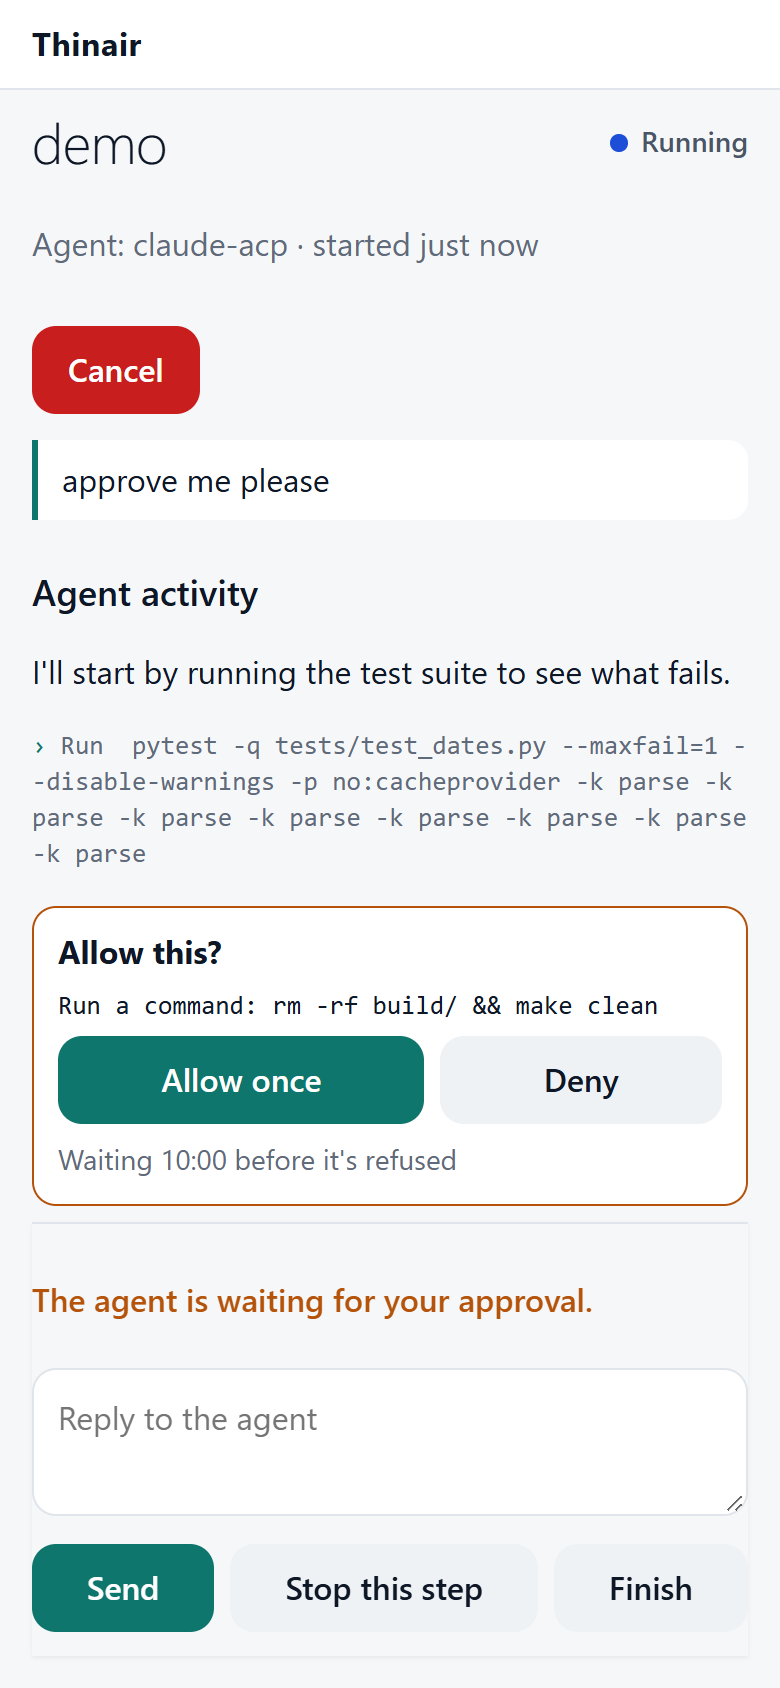 Thinair
demo
Running
Agent: claude-acp · started just now
Cancel
approve me please
Agent activity
I'll start by running the test suite to see what fails.
› Run  pytest -q tests/test_dates.py --maxfail=1 -
-disable-warnings -p no:cacheprovider -k parse -k
parse -k parse -k parse -k parse -k parse -k parse
-k parse
Allow this?
Run a command: rm -rf build/ && make clean
Allow once
Deny
Waiting 10:00 before it's refused
The agent is waiting for your approval.
Reply to the agent
Send
Stop this step
Finish